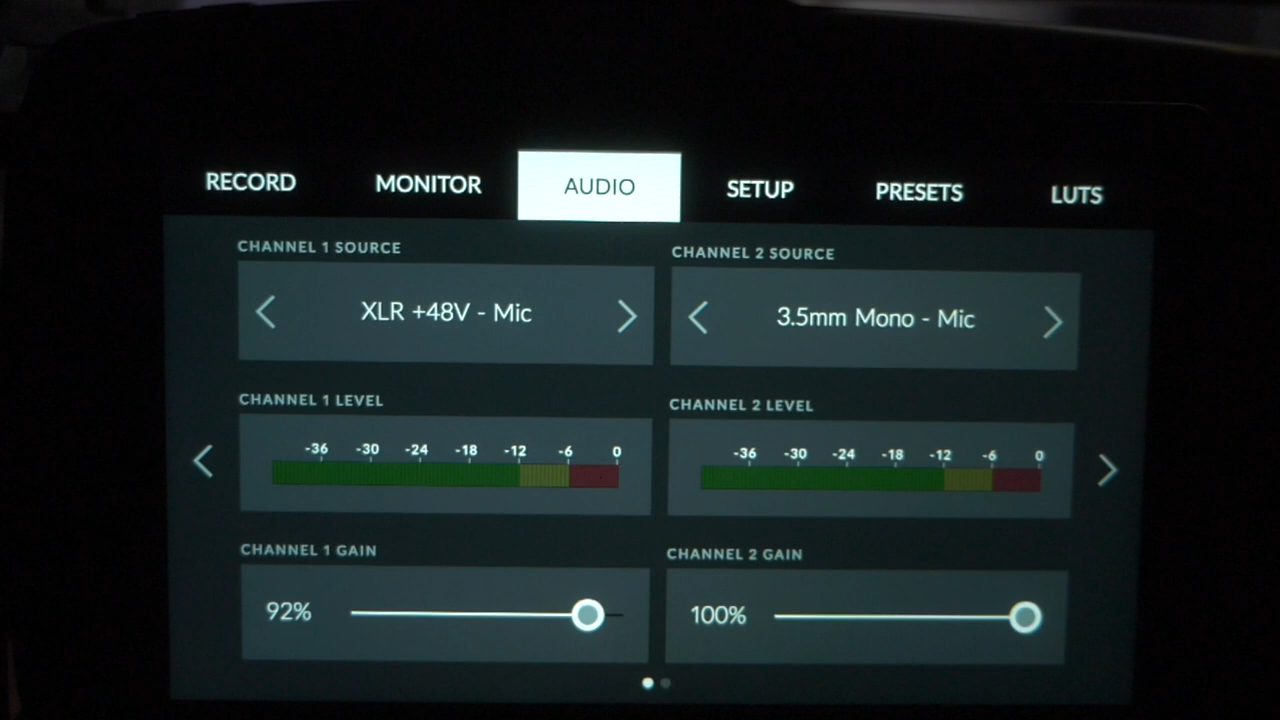 RECORD MONITOR AUDIO SETUP PRESETS LUTS
CHANNEL 1 SOURCE CHANNEL 2 SOURCE
XLR +48V - Mic 3.5mm Mono - Mic
CHANNEL 1 LEVEL CHANNEL 2 LEVEL
-36 -30 -24 -18 -12 -6 0 -36 -30 -24 -18 -12 -6 0
CHANNEL 1 GAIN CHANNEL 2 GAIN
92% 100%